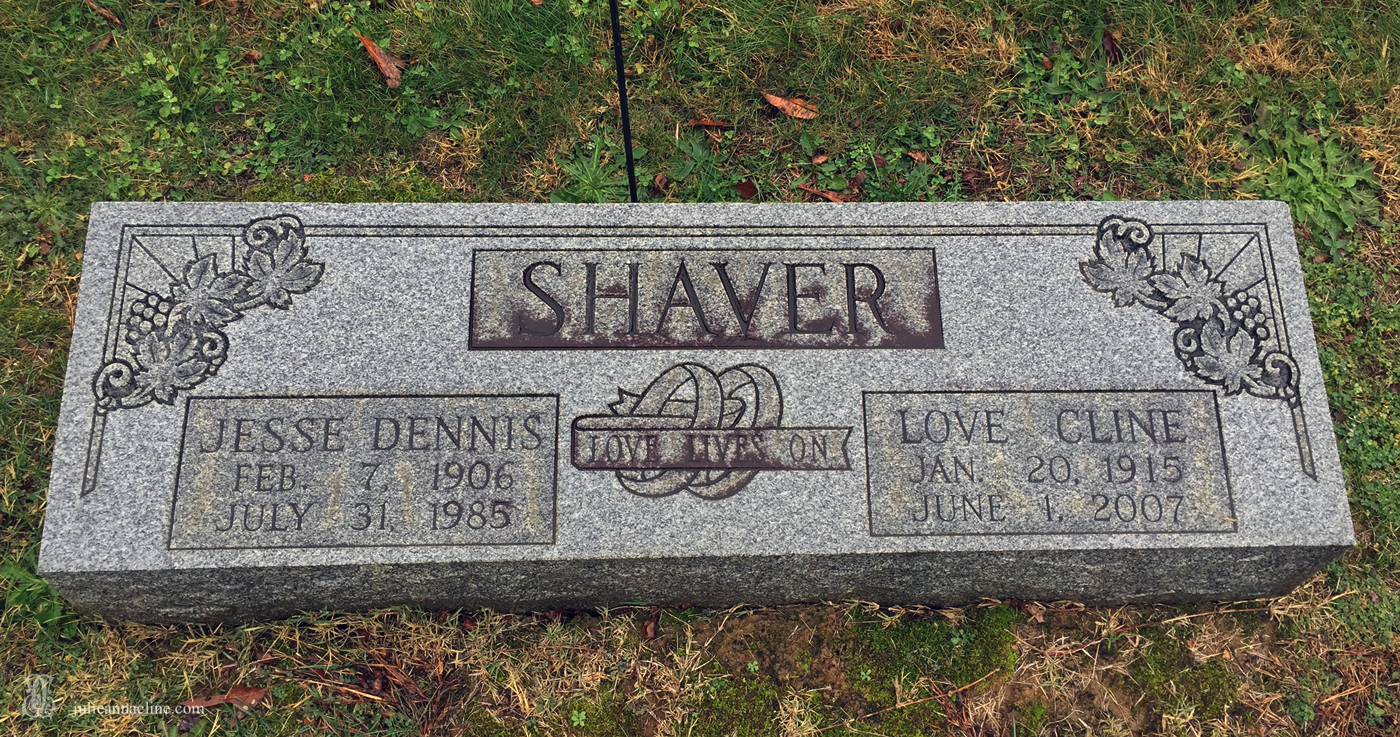 SHAVER
JESSE DENNIS
FEB. 7, 1906
JULY 31, 1985
LOVE LIVES ON
LOVE CLINE
JAN. 20, 1915
JUNE 1, 2007
julieannacline.com